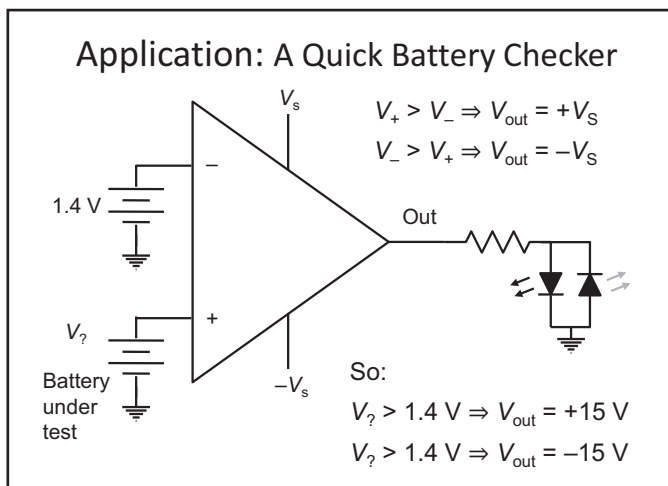 Application: A Quick Battery Checker
Vs
V+ > V– ⇒ Vout = +VS
V– > V+ ⇒ Vout = –VS
–
1.4 V
Out
+
V?
Battery
under
test
–Vs
So:
V? > 1.4 V ⇒ Vout = +15 V
V? > 1.4 V ⇒ Vout = –15 V